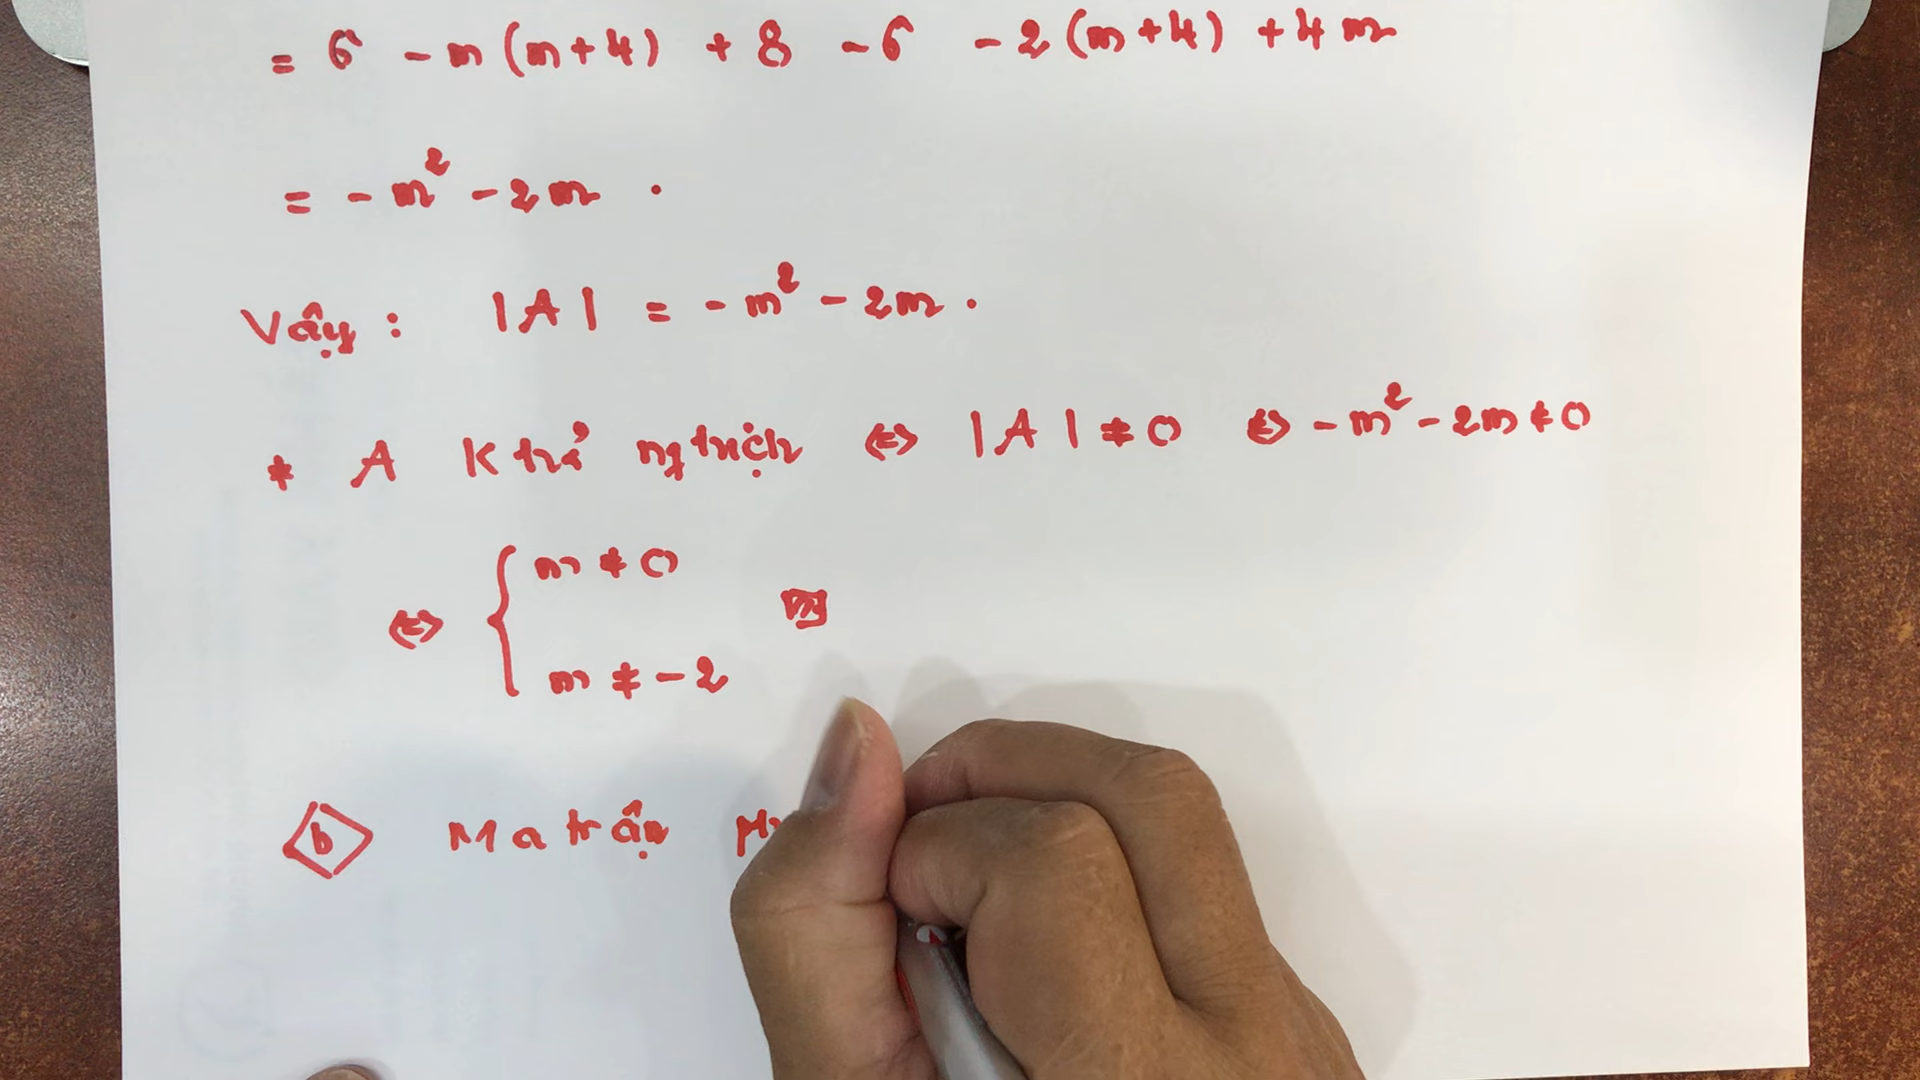 = 6 - m (m+4) + 8 - 6 - 2 (m+4) + 4m
= - m² - 2m .
Vậy : |A| = - m² - 2m .
* A khả nghịch ⇔ |A| ≠ 0 ⇔ - m² - 2m ≠ 0
⇔ { m ≠ 0
m ≠ - 2
b Ma trận